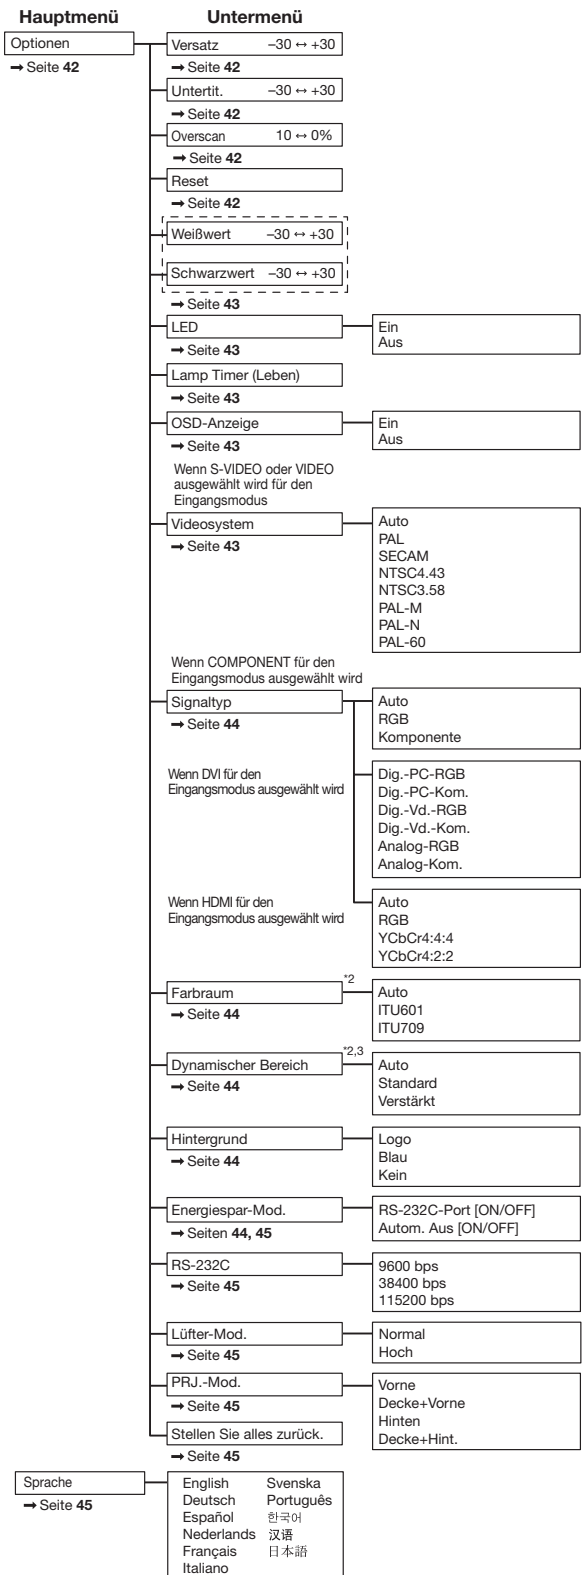 Hauptmenü Untermenü
Optionen
➞ Seite 42
Versatz –30 ↔ +30
➞ Seite 42
Untertit. –30 ↔ +30
➞ Seite 42
Overscan 10 ↔ 0%
➞ Seite 42
Reset
➞ Seite 42
Weißwert –30 ↔ +30
Schwarzwert –30 ↔ +30
➞ Seite 43
LED
➞ Seite 43
Ein
Aus
Lamp Timer (Leben)
➞ Seite 43
OSD-Anzeige
➞ Seite 43
Ein
Aus
Wenn S-VIDEO oder VIDEO
ausgewählt wird für den
Eingangsmodus
Videosystem
➞ Seite 43
Auto
PAL
SECAM
NTSC4.43
NTSC3.58
PAL-M
PAL-N
PAL-60
Wenn COMPONENT für den
Eingangsmodus ausgewählt wird
Signaltyp
➞ Seite 44
Auto
RGB
Komponente
Wenn DVI für den
Eingangsmodus ausgewählt wird
Dig.-PC-RGB
Dig.-PC-Kom.
Dig.-Vd.-RGB
Dig.-Vd.-Kom.
Analog-RGB
Analog-Kom.
Wenn HDMI für den
Eingangsmodus ausgewählt wird
Auto
RGB
YCbCr4:4:4
YCbCr4:2:2
Farbraum *2
➞ Seite 44
Auto
ITU601
ITU709
Dynamischer Bereich *2,3
➞ Seite 44
Auto
Standard
Verstärkt
Hintergrund
➞ Seite 44
Logo
Blau
Kein
Energiespar-Mod.
➞ Seiten 44, 45
RS-232C-Port [ON/OFF]
Autom. Aus [ON/OFF]
RS-232C
➞ Seite 45
9600 bps
38400 bps
115200 bps
Lüfter-Mod.
➞ Seite 45
Normal
Hoch
PRJ.-Mod.
➞ Seite 45
Vorne
Decke+Vorne
Hinten
Decke+Hint.
Stellen Sie alles zurück.
➞ Seite 45
Sprache
➞ Seite 45
English Svenska
Deutsch Português
Español 한국어
Nederlands 汉语
Français 日本語
Italiano